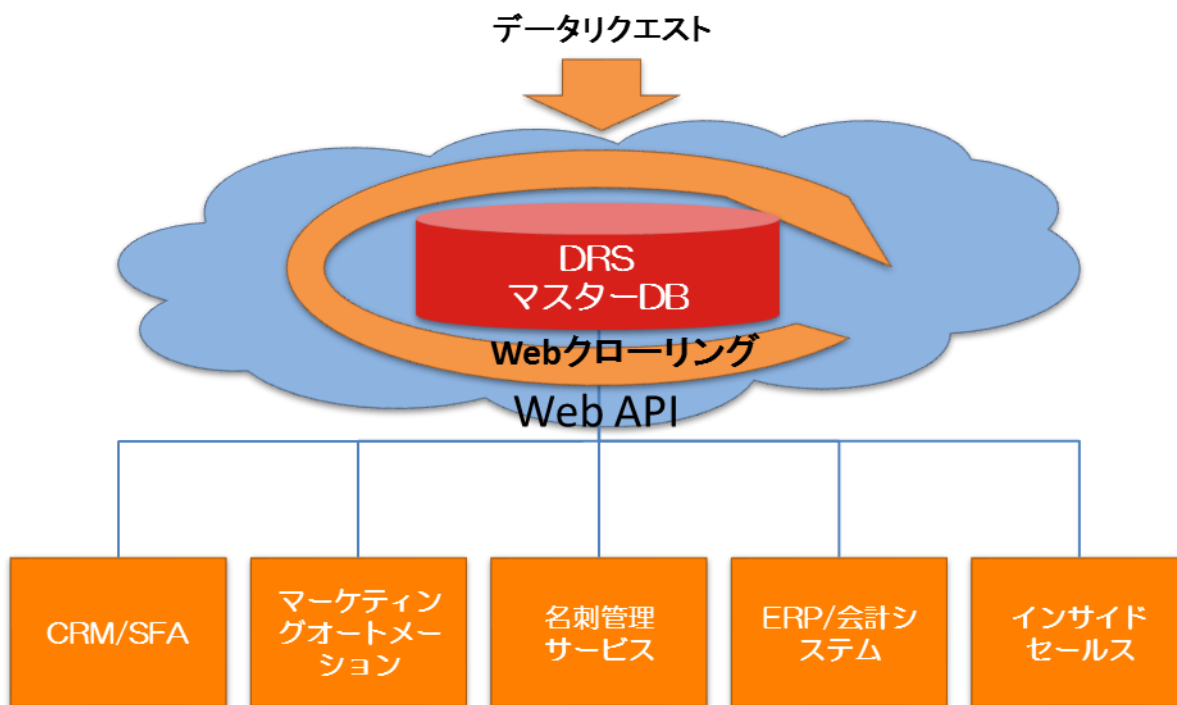 データリクエスト
DRS
マスターDB
Webクローリング
Web API
CRM/SFA
マーケティン
グオートメー
ション
名刺管理
サービス
ERP/会計シ
ステム
インサイド
セールス